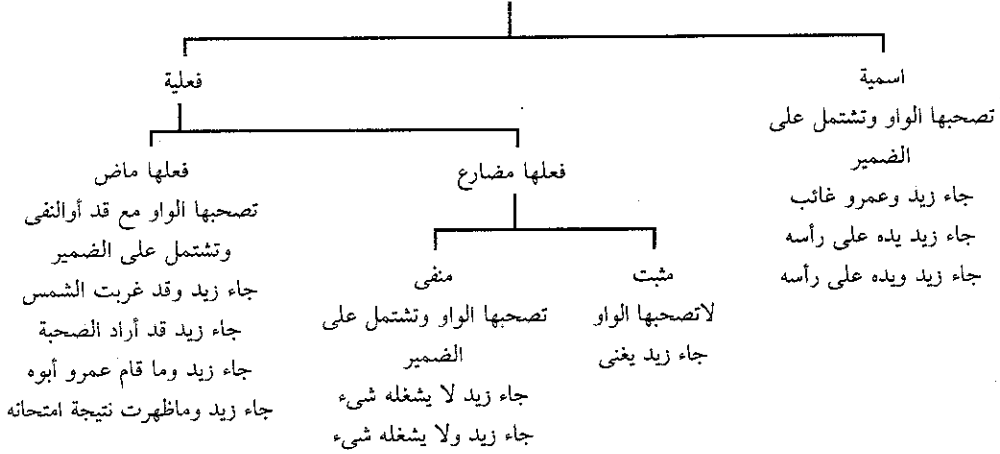 اسمية
تصحبها الواو وتشتمل على
الضمير
جاء زيد وعمرو غائب
جاء زيد يده على رأسه
جاء زيد ويده على رأسه
فعلية
فعلها مضارع
مثبت
لاتصحبها الواو
جاء زيد يغنى
منفى
تصحبها الواو وتشتمل على
الضمير
جاء زيد لا يشغله شىء
جاء زيد ولا يشغله شىء
فعلها ماض
تصحبها الواو مع قد أوالنفى
وتشتمل على الضمير
جاء زيد وقد غربت الشمس
جاء زيد قد أراد الصحبة
جاء زيد وما قام عمرو أبوه
جاء زيد وماظهرت نتيجة امتحانه